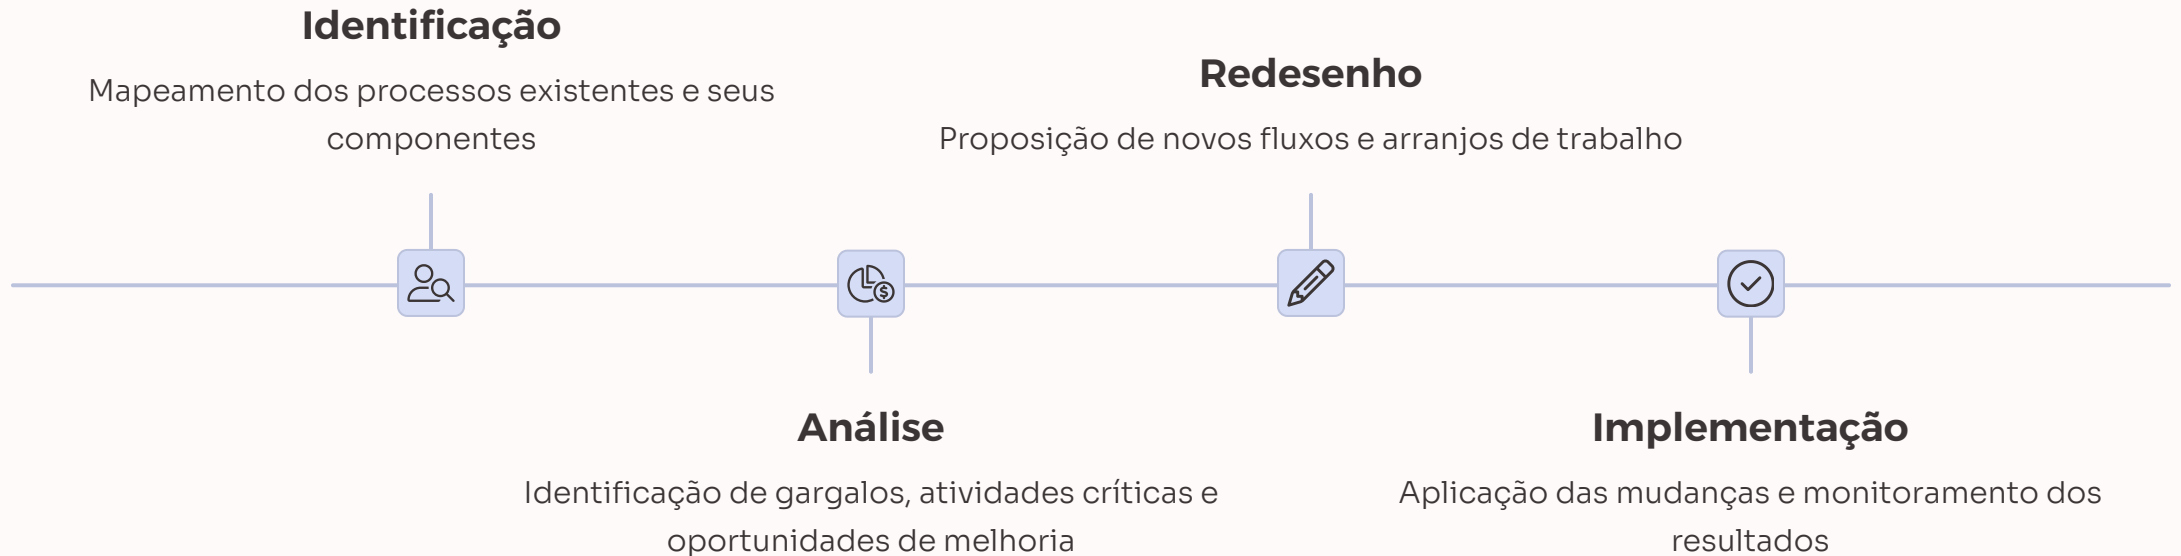 Identificação
Mapeamento dos processos existentes e seus
componentes
Análise
Identificação de gargalos, atividades críticas e
oportunidades de melhoria
Redesenho
Proposição de novos fluxos e arranjos de trabalho
Implementação
Aplicação das mudanças e monitoramento dos
resultados